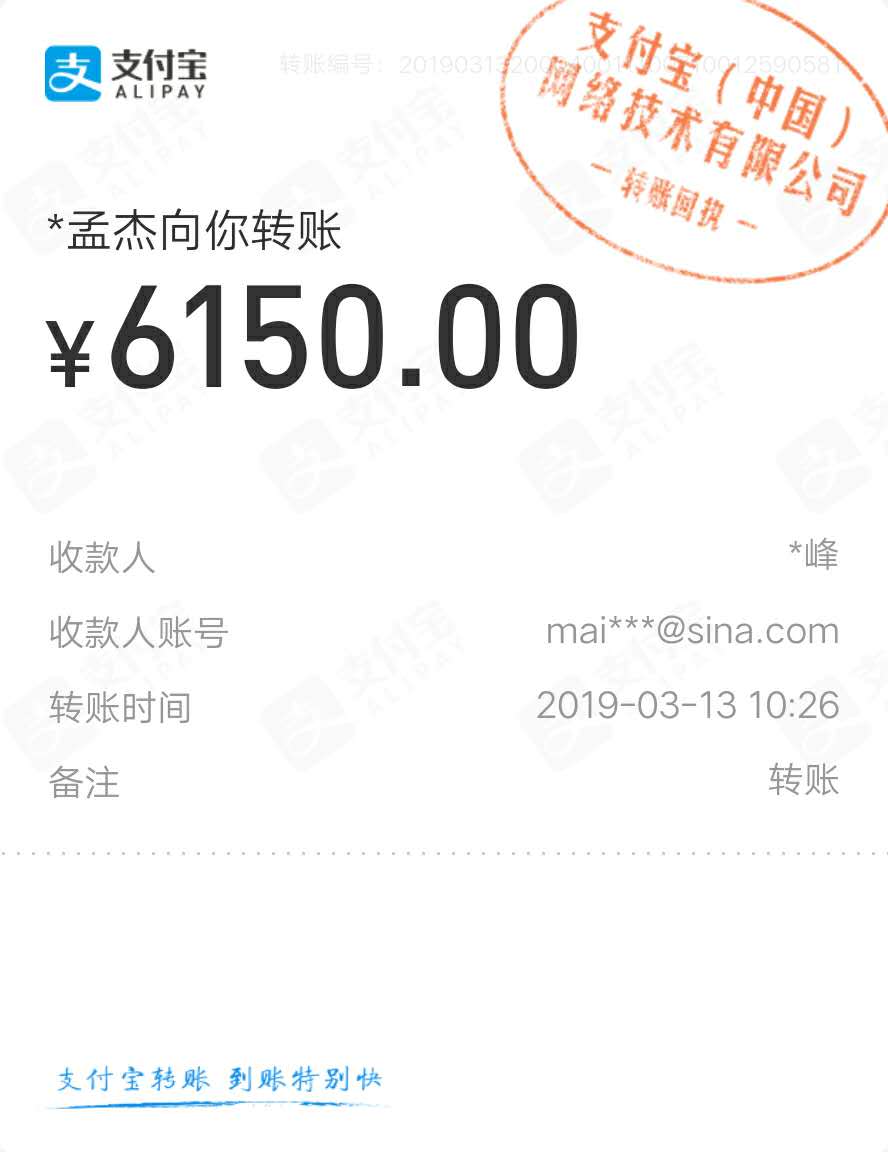 支付宝
ALIPAY
转账编号：
支付宝（中国）
网络技术有限公司
转账回执
*孟杰向你转账
¥6150.00
收款人 *峰
收款人账号 mai***@sina.com
转账时间 2019-03-13 10:26
备注 转账
支付宝转账 到账特别快